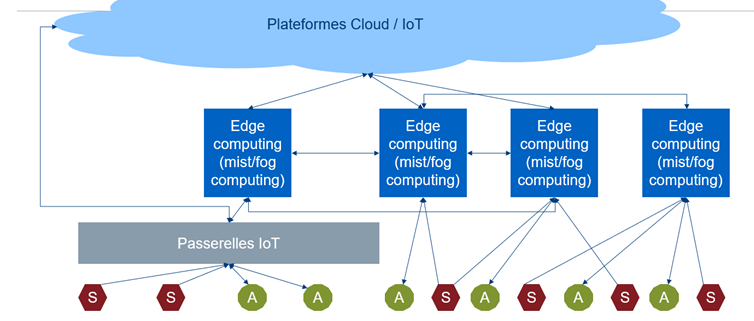 Plateformes Cloud / IoT
Edge
computing
(mist/fog
computing)
Edge
computing
(mist/fog
computing)
Edge
computing
(mist/fog
computing)
Edge
computing
(mist/fog
computing)
Passerelles IoT
S S A A A S A S A S A S